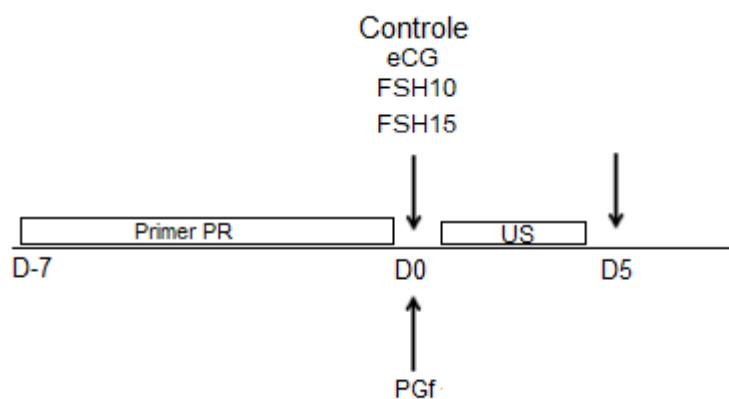 Controle
eCG
FSH10
FSH15
Primer PR
US
D-7
D0
D5
PGf